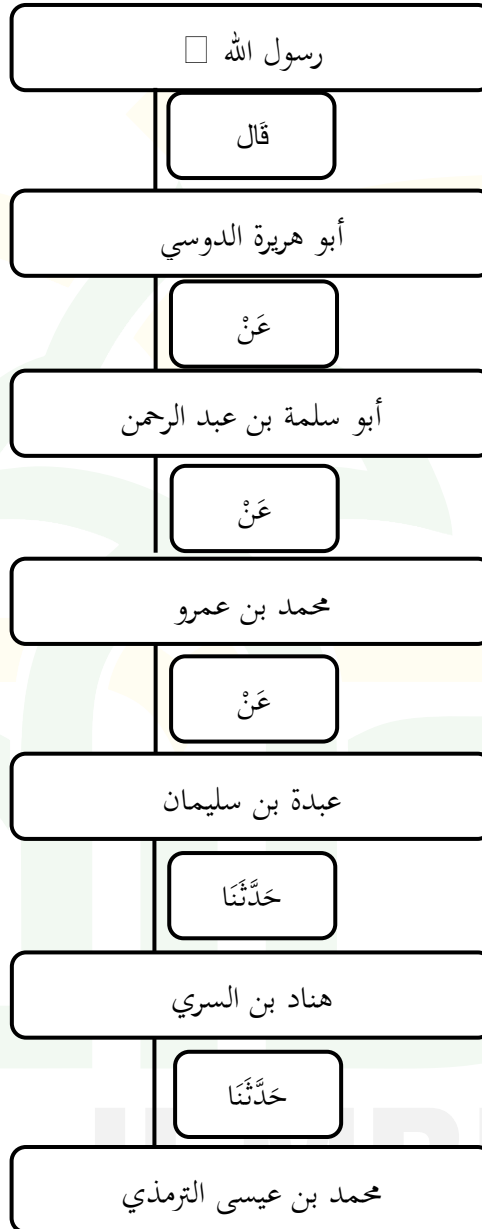 رسول الله □
قَال
أبو هريرة الدوسي
عَنْ
أبو سلمة بن عبد الرحمن
عَنْ
محمد بن عمرو
عَنْ
عبدة بن سليمان
حَدَّثَنَا
هناد بن السري
حَدَّثَنَا
محمد بن عيسى الترمذي